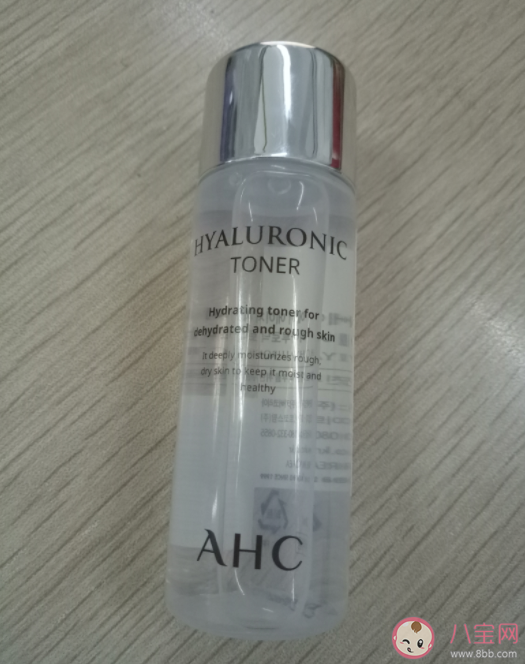 HYALURONIC
TONER
Hydrating toner for
dehydrated and rough skin
It deeply moisturizes rough,
dry skin to keep it moist and
healthy
AHC
八宝网
www.8bb.com